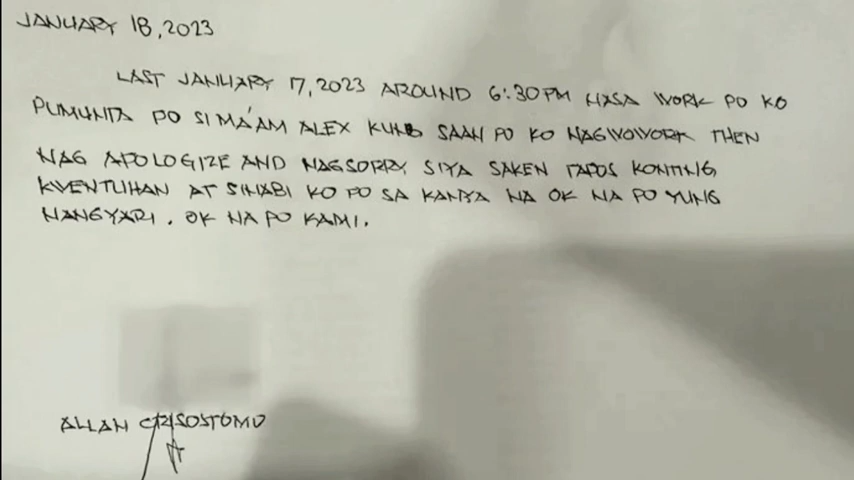 JANUARY 18, 2023
LAST JANUARY 17, 2023 AROUND 6:30PM NASA WORK PO KO
PUMUNTA PO SI MA'AM ALEX KUNG SAAN PO KO NAGWOWORK THEN
NAG APOLOGIZE AND NAGSORRY SIYA SAKEN TAPOS KONTING
KWENTUHAN AT SINABI KO PO SA KANYA NA OK NA PO YUNG
NANGYARI. OK NA PO KAMI.
ALLAN CRISOSTOMO